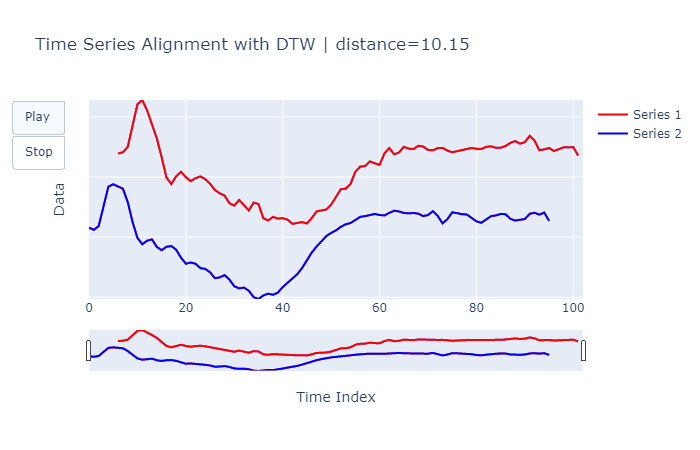 Time Series Alignment with DTW | distance=10.15
Play
Stop
Series 1
Series 2
Data
0 20 40 60 80 100
Time Index